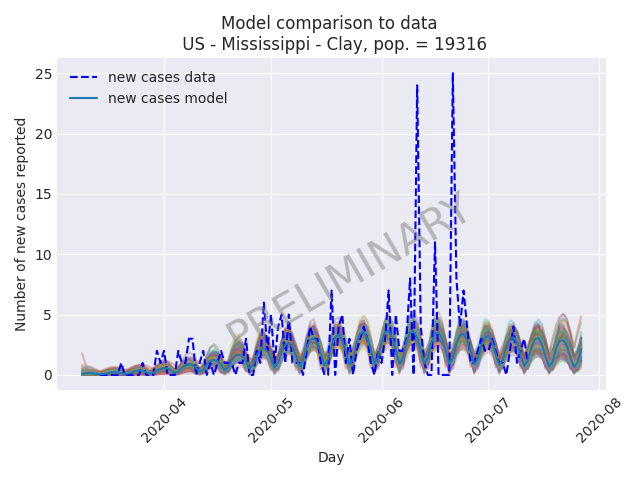 Model comparison to data
US - Mississippi - Clay, pop. = 19316
new cases data
new cases model
PRELIMINARY
Number of new cases reported
25
20
15
10
5
0
2020-04
2020-05
2020-06
2020-07
2020-08
Day